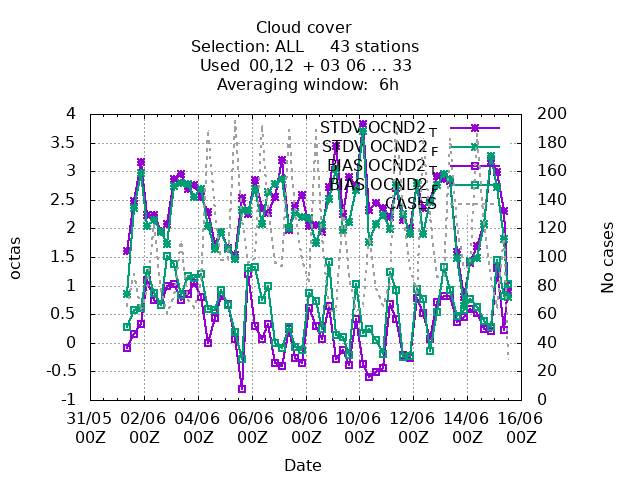 Cloud cover
Selection: ALL 43 stations
Used 00,12 + 03 06 ... 33
Averaging window: 6h
4
3.5
3
2.5
2
1.5
1
0.5
0
-0.5
-1
200
180
160
140
120
100
80
60
40
20
0
STDV OCND2 T
STDV OCND2 F
BIAS OCND2 T
BIAS OCND2 F
CASES
octas
No cases
31/05 02/06 04/06 06/06 08/06 10/06 12/06 14/06 16/06
00Z 00Z 00Z 00Z 00Z 00Z 00Z 00Z 00Z
Date